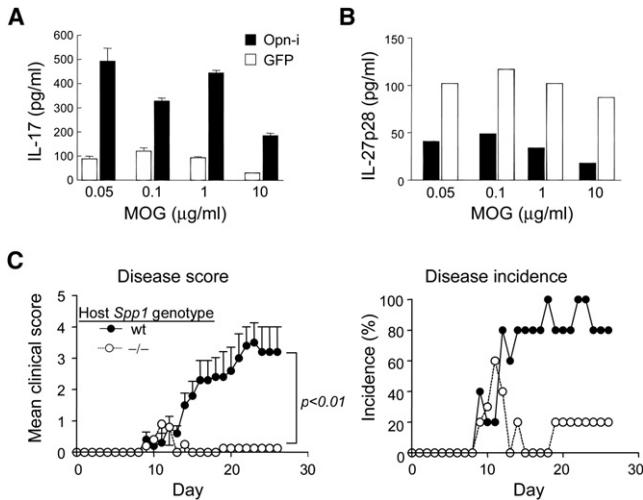 A
600
500
400
300
200
100
0
IL-17
(pg/ml)
0.05
0.1
1
10
MOG (μg/ml)
Opn-i
GFP
B
150
100
50
0
IL-27p28
(pg/ml)
0.05
0.1
1
10
MOG (μg/ml)
C
Disease score
5
4
3
2
1
0
Mean clinical score
Host Spp1 genotype
wt
–/–
p<0.01
0
10
20
30
Day
Disease incidence
100
80
60
40
20
0
Incidence (%)
0
10
20
30
Day